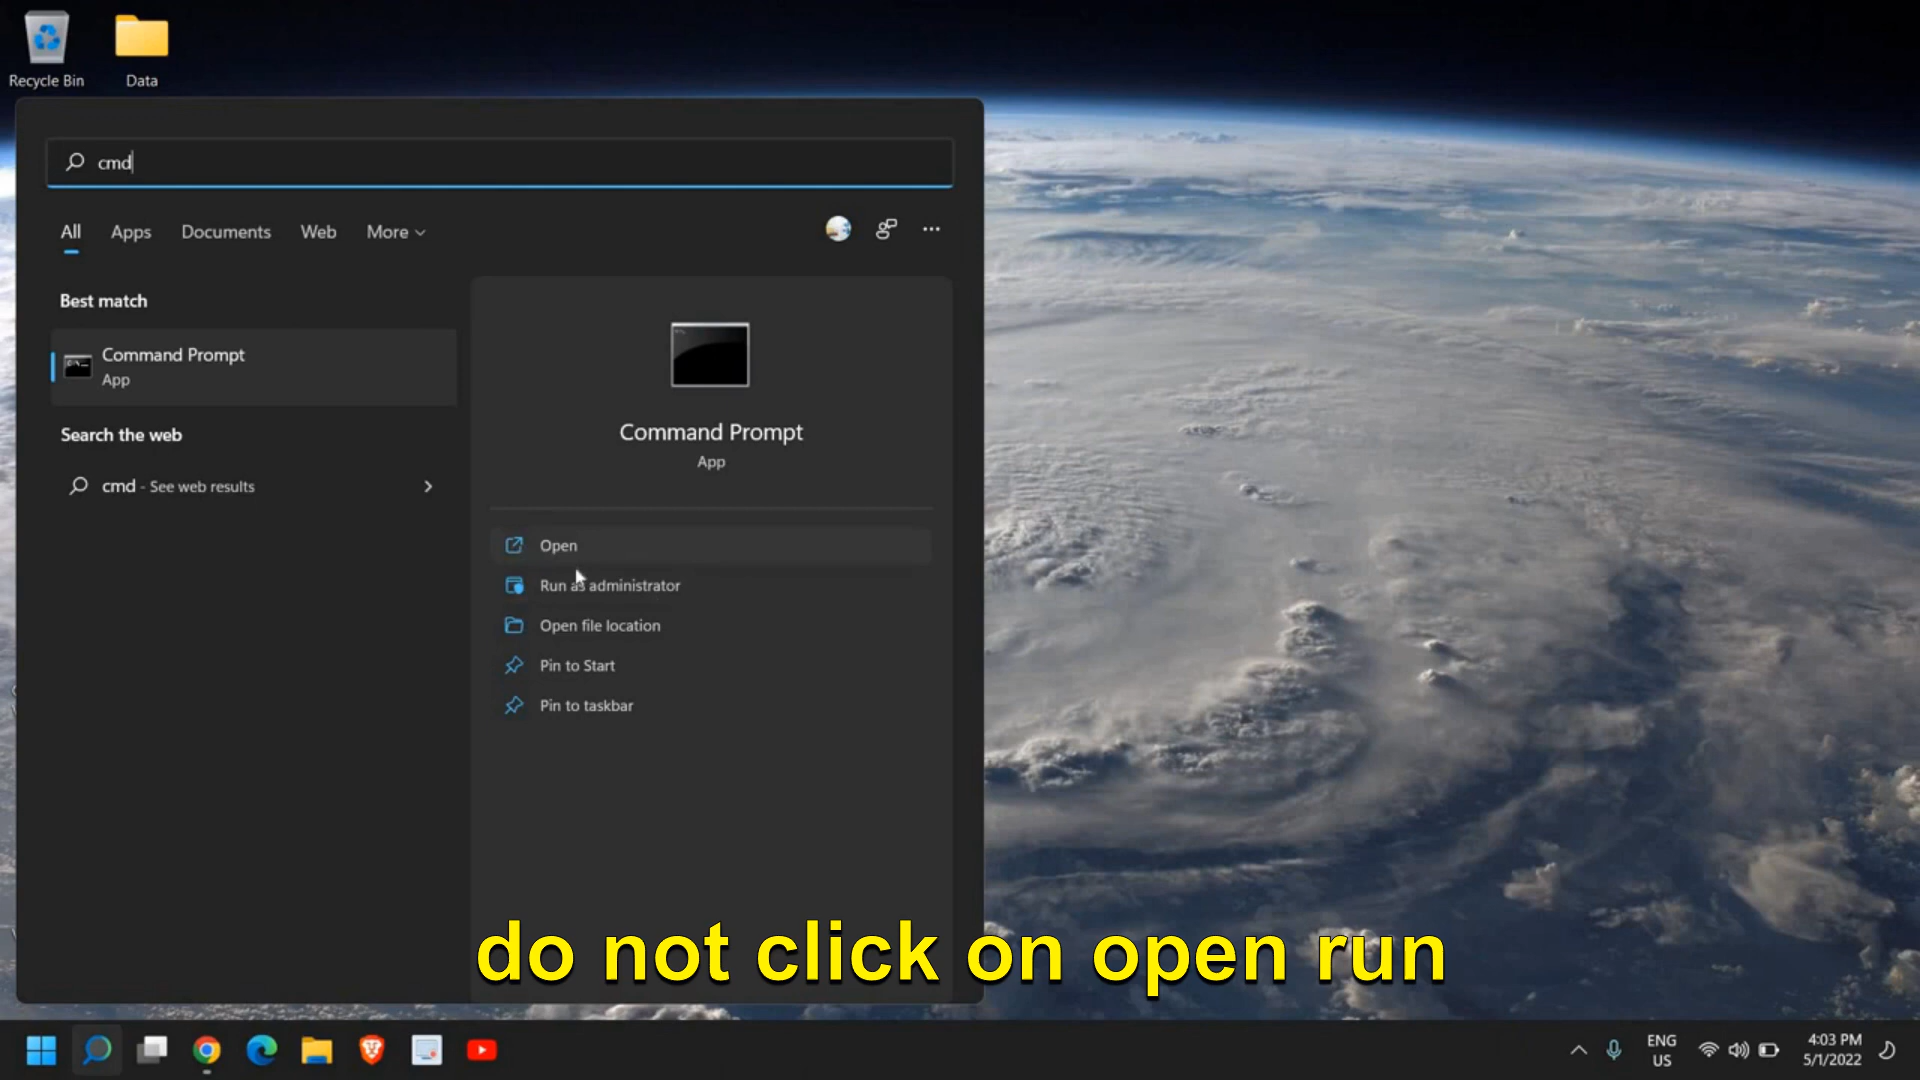 Recycle Bin
Data
cmd
All
Apps
Documents
Web
More
Best match
Command Prompt
App
Search the web
cmd - See web results
Command Prompt
App
Open
Run as administrator
Open file location
Pin to Start
Pin to taskbar
do not click on open run
ENG
US
4:03 PM
5/1/2022